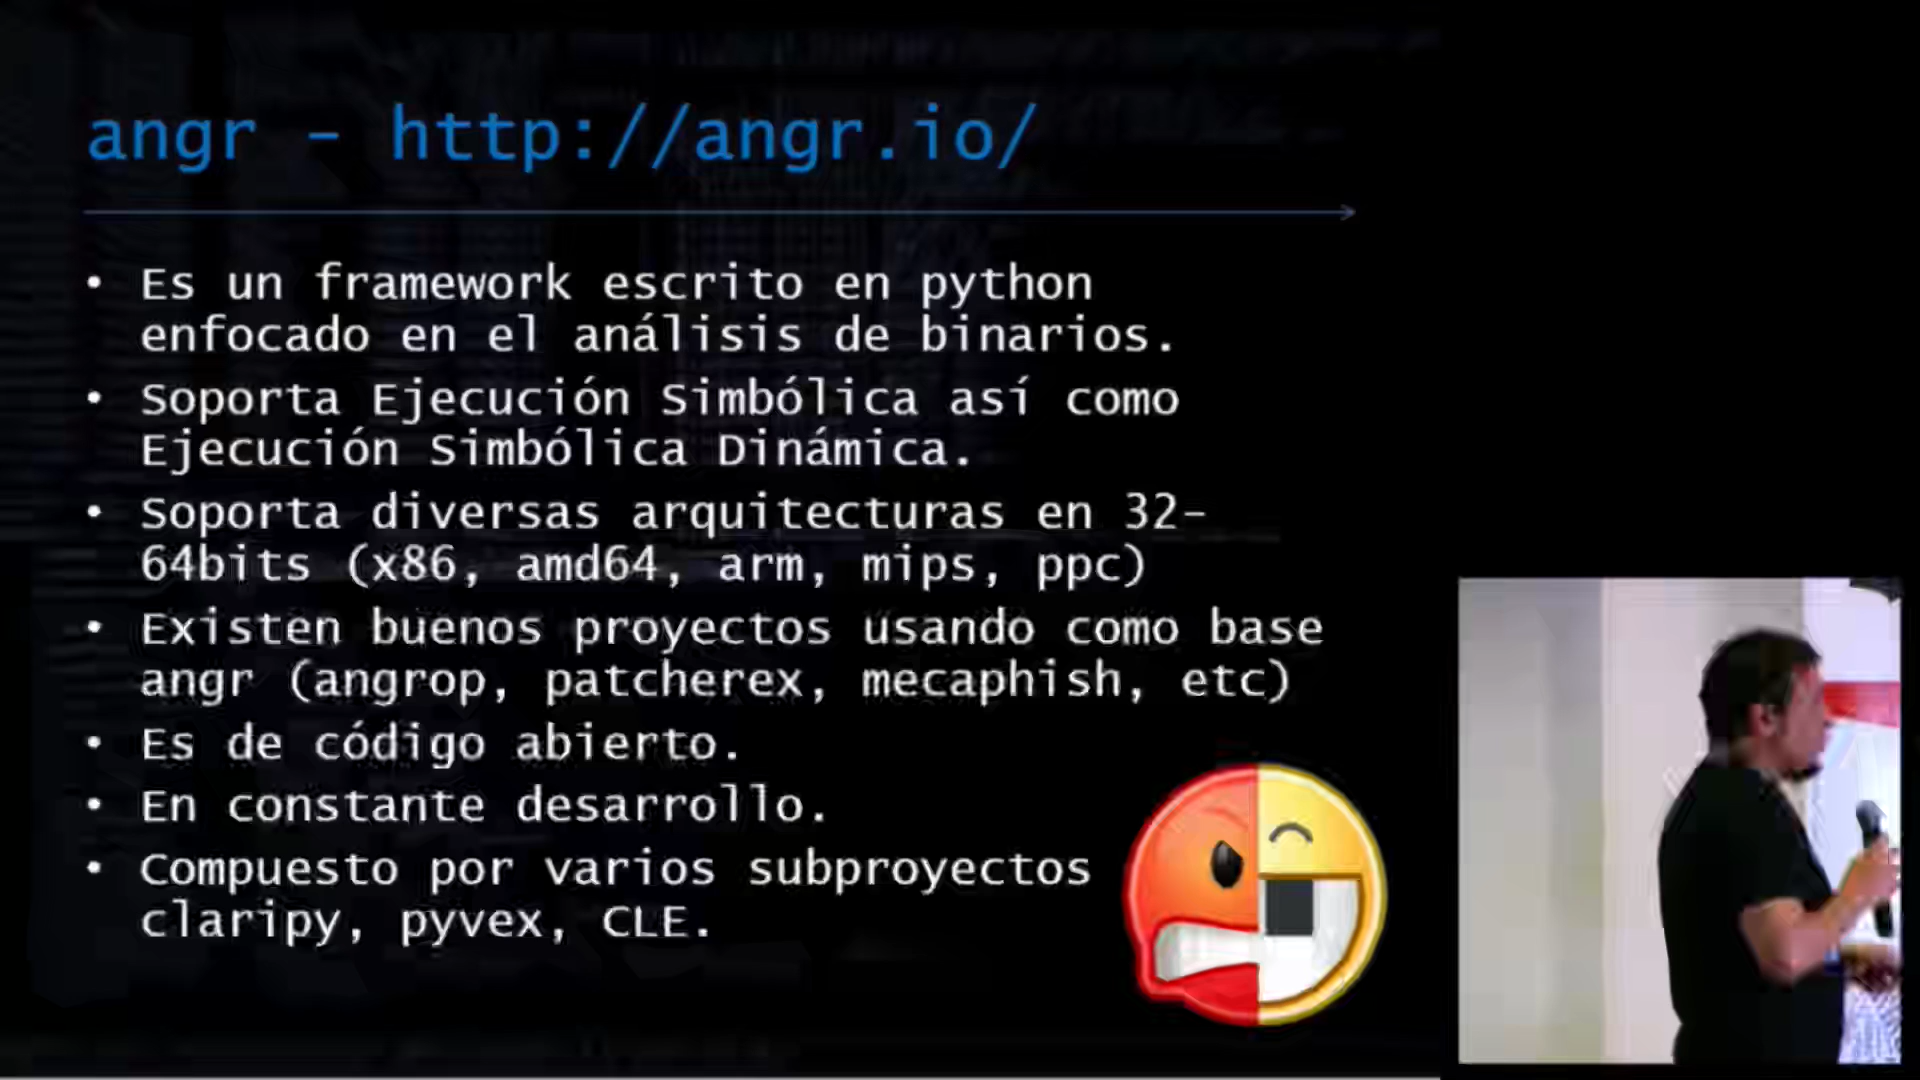 angr - http://angr.io/
• Es un framework escrito en python
enfocado en el análisis de binarios.
• Soporta Ejecución Simbólica así como
Ejecución Simbólica Dinámica.
• Soporta diversas arquitecturas en 32-
64bits (x86, amd64, arm, mips, ppc)
• Existen buenos proyectos usando como base
angr (angrop, patcherex, mecaphish, etc)
• Es de código abierto.
• En constante desarrollo.
• Compuesto por varios subproyectos
claripy, pyvex, CLE.